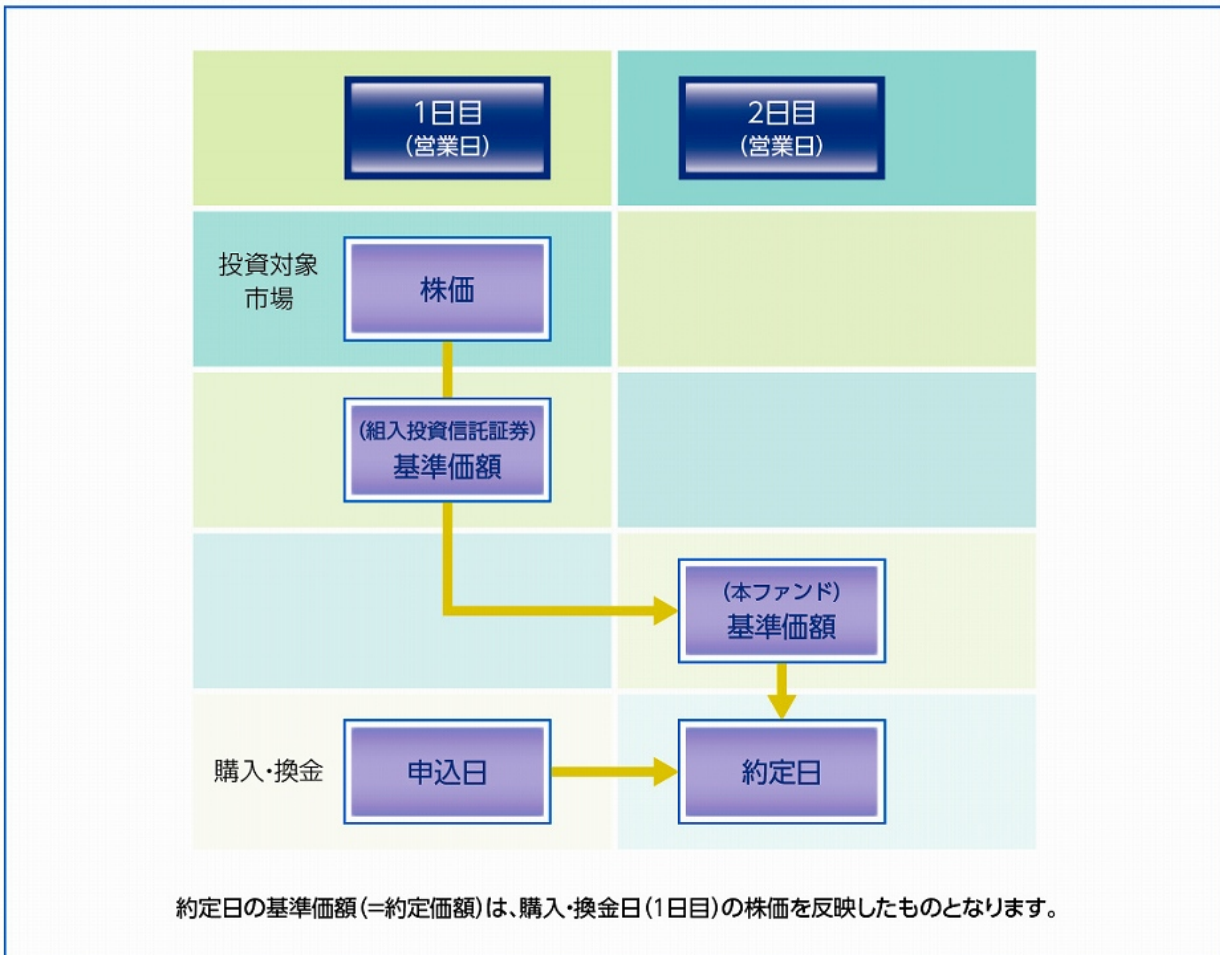 1日目
(営業日)
2日目
(営業日)
投資対象
市場
株価
(組入投資信託証券)
基準価額
(本ファンド)
基準価額
購入・換金
申込日
約定日
約定日の基準価額(=約定価額)は、購入・換金日(1日目)の株価を反映したものとなります。